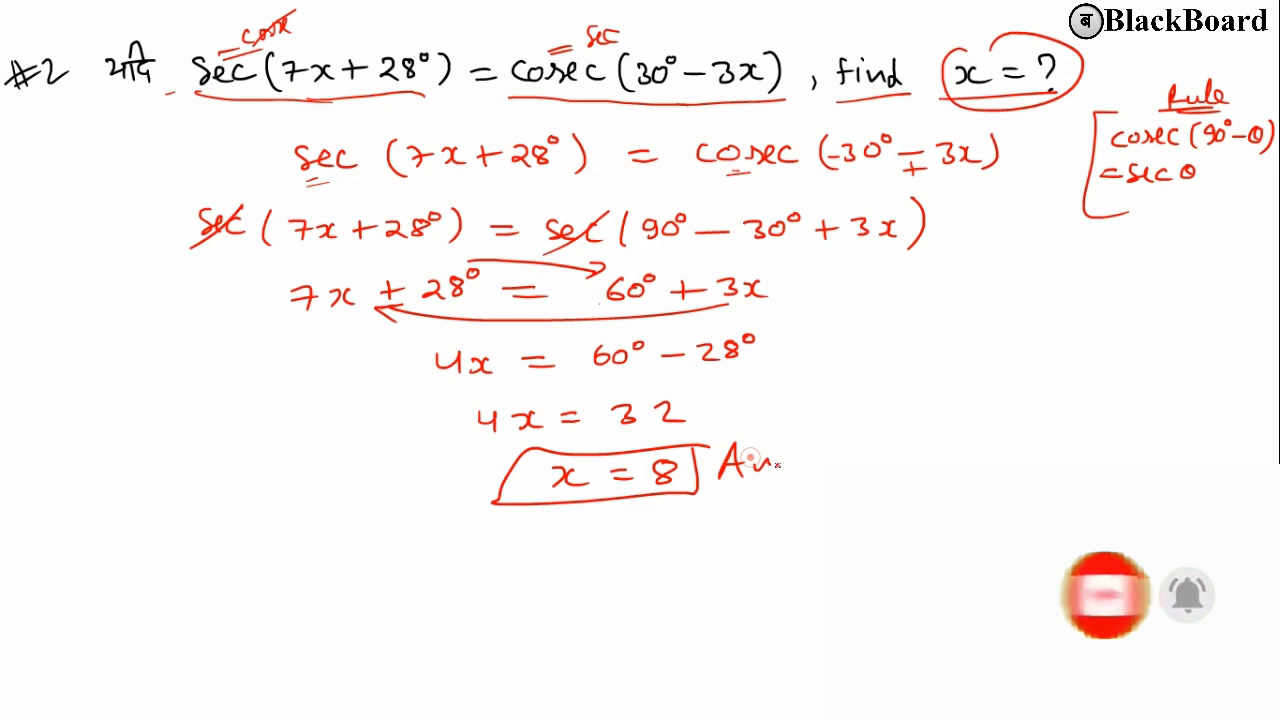 ब BlackBoard
cosec
sec
#2 यदि sec(7x+28°) = cosec(30°-3x), find x = ?
Rule
cosec(90°-θ)
= sec θ
sec (7x+28°) = cosec(-30° -+ 3x)
sec(7x+28°) = sec(90° - 30° + 3x)
7x + 28° = 60° + 3x
4x = 60° - 28°
4x = 32
x = 8 An